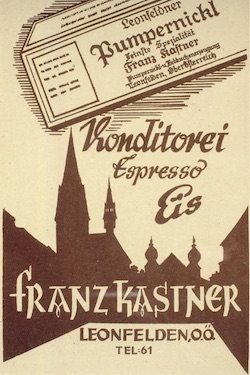 Leonfeldner
Pumpernickl
Feinste Spezialität
Franz Kastner
Leonfelden, Oberösterreich
Konditorei
Espresso
Eis
FRANZ KASTNER
LEONFELDEN, O.Ö.
TEL: 61